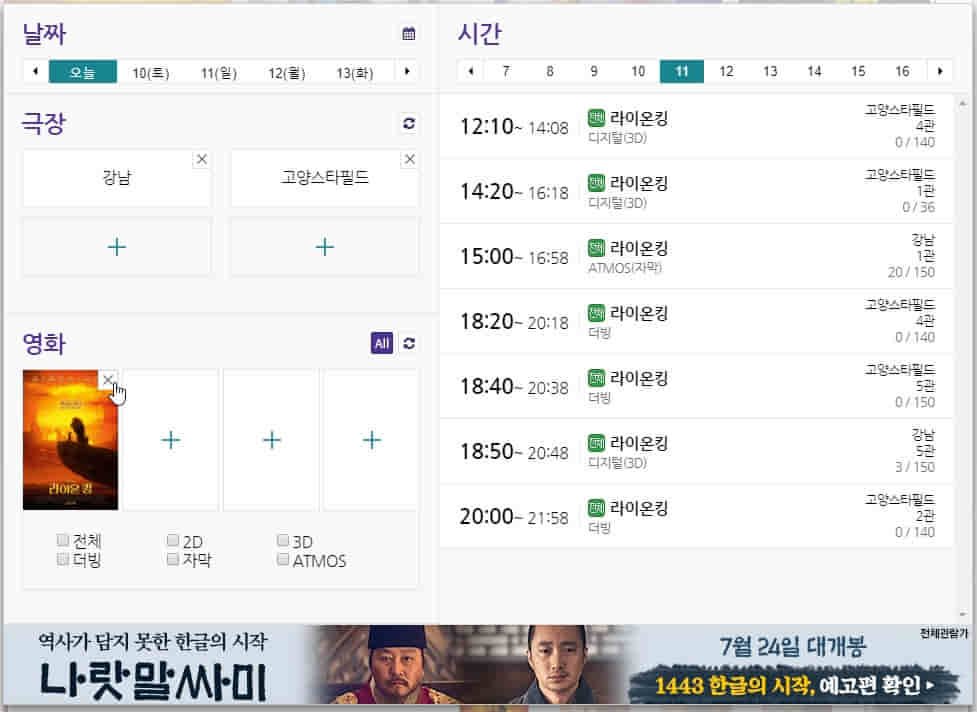 날짜
오늘 10(토) 11(일) 12(월) 13(화)
극장
강남
고양스타필드
영화
All
라이온 킹
전체 2D 3D
더빙 자막 ATMOS
시간
7 8 9 10 11 12 13 14 15 16
12:10~ 14:08
전체 라이온킹
디지털(3D)
고양스타필드
4관
0 / 140
14:20~ 16:18
전체 라이온킹
디지털(3D)
고양스타필드
1관
0 / 36
15:00~ 16:58
전체 라이온킹
ATMOS(자막)
강남
1관
20 / 150
18:20~ 20:18
전체 라이온킹
더빙
고양스타필드
4관
0 / 140
18:40~ 20:38
전체 라이온킹
더빙
고양스타필드
5관
0 / 150
18:50~ 20:48
전체 라이온킹
디지털(3D)
강남
5관
3 / 150
20:00~ 21:58
전체 라이온킹
더빙
고양스타필드
2관
0 / 140
역사가 담지 못한 한글의 시작
나랏말싸미
전체관람가
7월 24일 대개봉
1443 한글의 시작, 예고편 확인